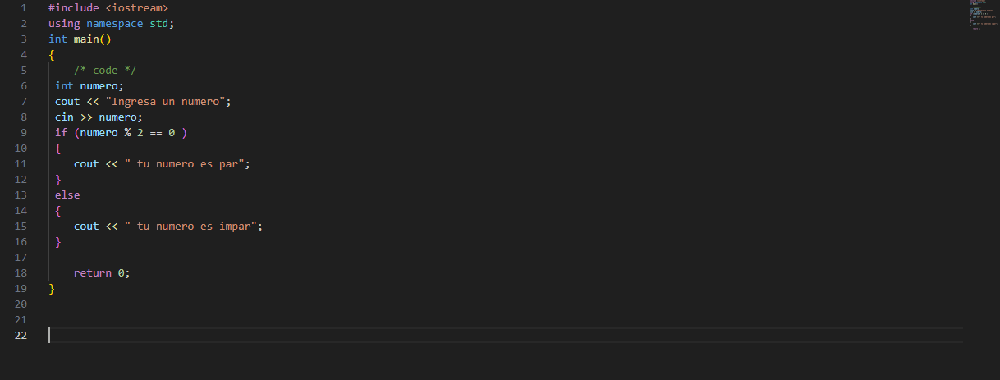 1 #include <iostream>
2 using namespace std;
3 int main()
4 {
5     /* code */
6  int numero;
7  cout << "Ingresa un numero";
8  cin >> numero;
9  if (numero % 2 == 0 )
10  {
11     cout << " tu numero es par";
12  }
13  else
14  {
15     cout << " tu numero es impar";
16  }
17
18     return 0;
19 }
20
21
22